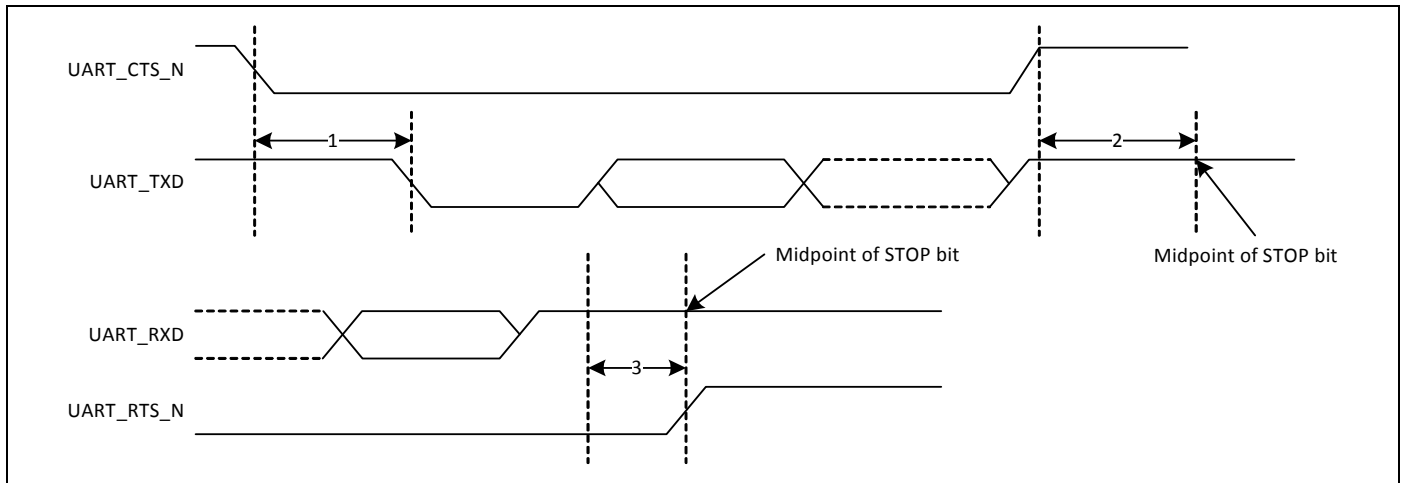 UART_CTS_N
1
2
UART_TXD
Midpoint of STOP bit
Midpoint of STOP bit
UART_RXD
3
UART_RTS_N